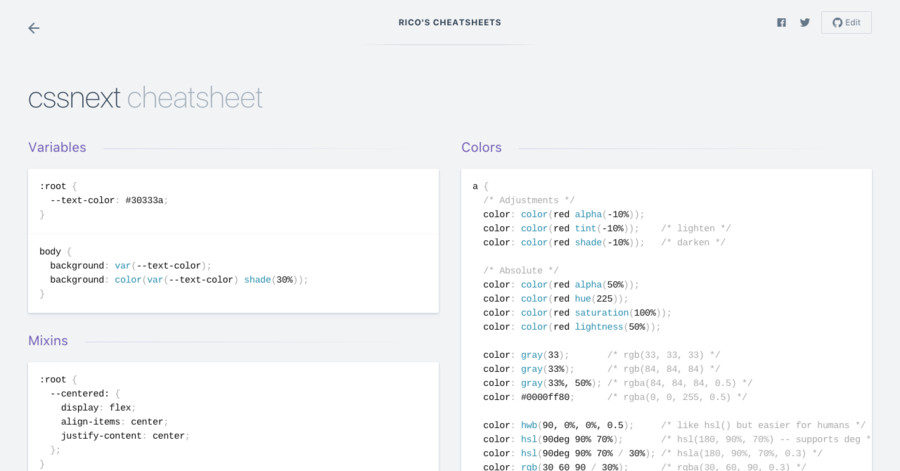 RICO'S CHEATSHEETS
Edit
cssnext cheatsheet
Variables
:root {
  --text-color: #30333a;
}
body {
  background: var(--text-color);
  background: color(var(--text-color) shade(30%));
}
Mixins
:root {
  --centered: {
    display: flex;
    align-items: center;
    justify-content: center;
  };
}
Colors
a {
  /* Adjustments */
  color: color(red alpha(-10%));
  color: color(red tint(-10%));    /* lighten */
  color: color(red shade(-10%));   /* darken */
  /* Absolute */
  color: color(red alpha(50%));
  color: color(red hue(225));
  color: color(red saturation(100%));
  color: color(red lightness(50%));
  color: gray(33);       /* rgb(33, 33, 33) */
  color: gray(33%);      /* rgb(84, 84, 84) */
  color: gray(33%, 50%); /* rgba(84, 84, 84, 0.5) */
  color: #0000ff80;      /* rgba(0, 0, 255, 0.5) */
  color: hwb(90, 0%, 0%, 0.5);     /* like hsl() but easier for humans */
  color: hsl(90deg 90% 70%);       /* hsl(180, 90%, 70%) -- supports deg *
  color: hsl(90deg 90% 70% / 30%); /* hsla(180, 90%, 70%, 0.3) */
  color: rgb(30 60 90 / 30%);      /* rgba(30, 60, 90, 0.3) */